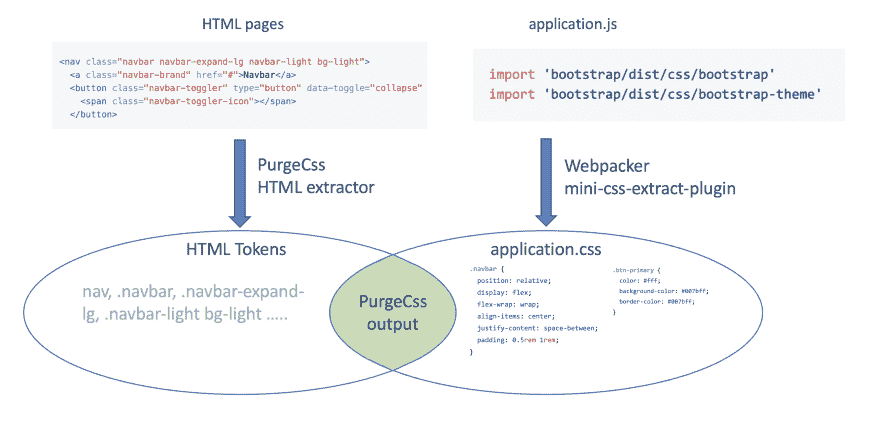 HTML pages
<nav class="navbar navbar-expand-lg navbar-light bg-light">
<a class="navbar-brand" href="#">Navbar</a>
<button class="navbar-toggler" type="button" data-toggle="collapse"
<span class="navbar-toggler-icon"></span>
</button>
application.js
import 'bootstrap/dist/css/bootstrap'
import 'bootstrap/dist/css/bootstrap-theme'
PurgeCss
HTML extractor
Webpacker
mini-css-extract-plugin
HTML Tokens
nav, .navbar, .navbar-expand-
lg, .navbar-light bg-light .....
PurgeCss
output
application.css
.navbar {
position: relative;
display: flex;
flex-wrap: wrap;
align-items: center;
justify-content: space-between;
padding: 0.5rem 1rem;
}
.btn-primary {
color: #fff;
background-color: #007bff;
border-color: #007bff;
}